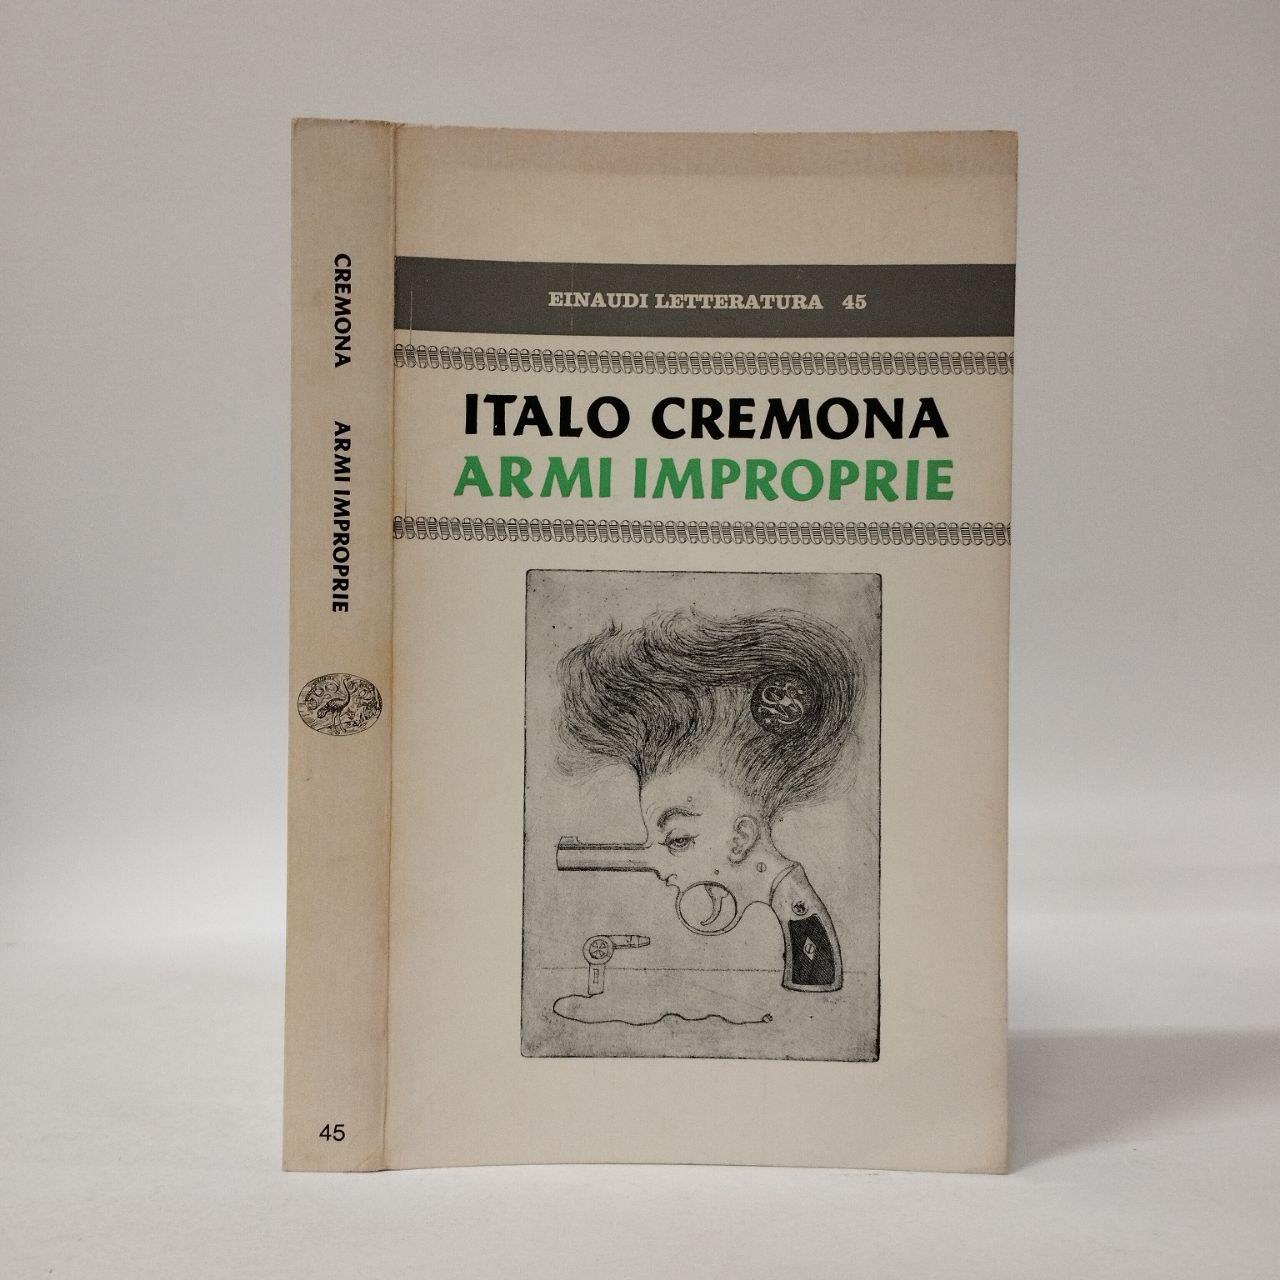 CREMONA ARMI IMPROPRIE
45
EINAUDI LETTERATURA 45
ITALO CREMONA
ARMI IMPROPRIE